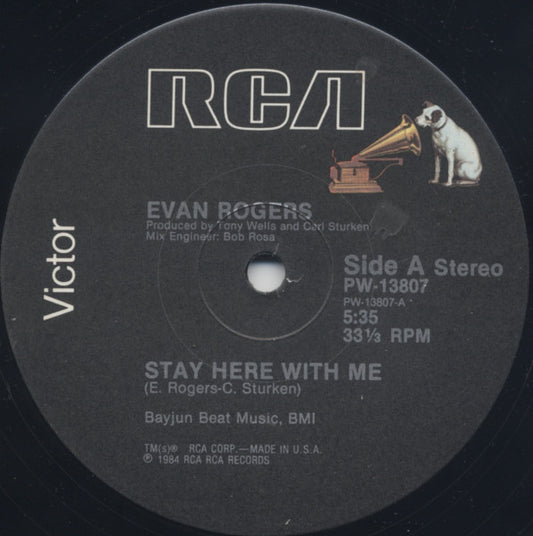 RCA
Victor
EVAN ROGERS
Produced by Tony Wells and Carl Sturken
Mix Engineer: Bob Rosa
Side A Stereo
PW-13807
PW-13807-A
5:35
33 1/3 RPM
STAY HERE WITH ME
(E. Rogers-C. Sturken)
Bayjun Beat Music, BMI
TM(s)® RCA CORP.—MADE IN U.S.A.
℗ 1984 RCA RCA RECORDS